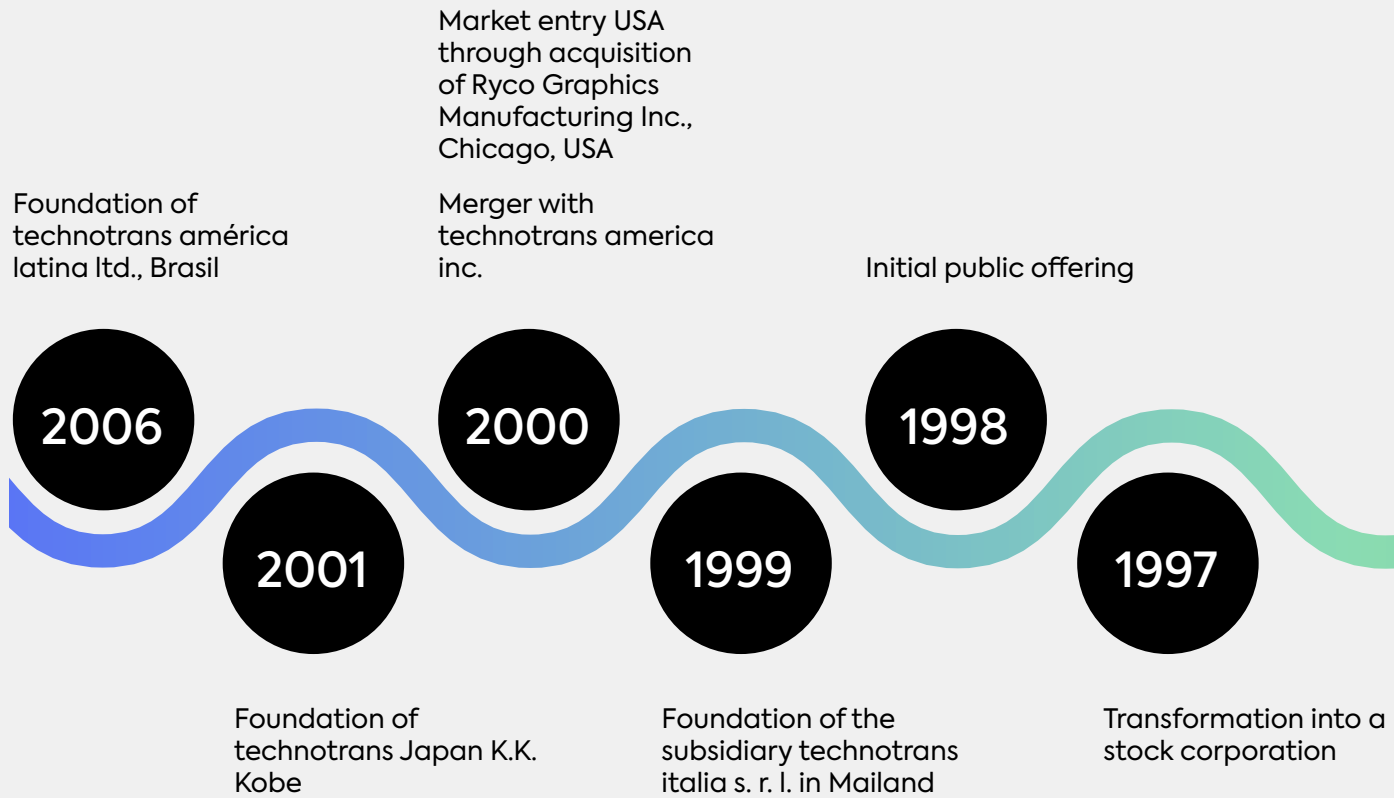 Market entry USA
through acquisition
of Ryco Graphics
Manufacturing Inc.,
Chicago, USA
Foundation of
technotrans américa
latina ltd., Brasil
Merger with
technotrans america
inc.
Initial public offering
2006
2000
1998
2001
1999
1997
Foundation of
technotrans Japan K.K.
Kobe
Foundation of the
subsidiary technotrans
italia s. r. l. in Mailand
Transformation into a
stock corporation